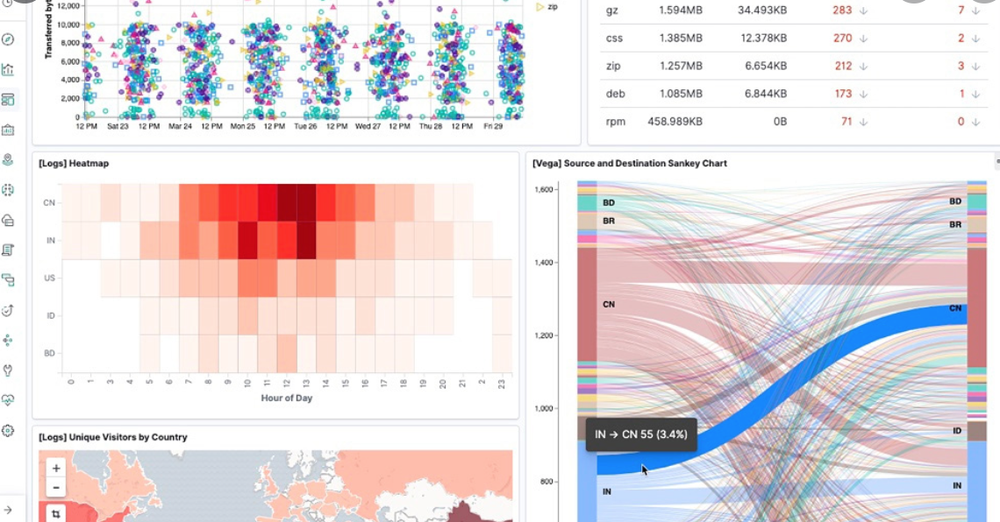 12,000
10,000
8,000
6,000
4,000
2,000
0
12 PM Sat 23 12 PM Mar 24 12 PM Mon 25 12 PM Tue 26 12 PM Wed 27 12 PM Thu 28 12 PM Fri 29
zip
gz 1.594MB 34.493KB 283 ↓ 7 ↓
css 1.385MB 12.378KB 270 ↓ 2 ↓
zip 1.257MB 6.654KB 212 ↓ 3 ↓
deb 1.085MB 6.844KB 173 ↓ 1 ↓
rpm 458.989KB 0B 71 ↓ 0 ↓
[Logs] Heatmap
CN
IN
US
ID
BD
0 1 3 4 5 6 7 8 9 10 11 12 13 14 15 16 17 18 19 20 21 2 23
Hour of Day
[Logs] Unique Visitors by Country
+
−
[Vega] Source and Destination Sankey Chart
1,600
1,400
1,200
1,000
800
BD BD
BR BR
CN CN
IN → CN 55 (3.4%)
ID
IN IN